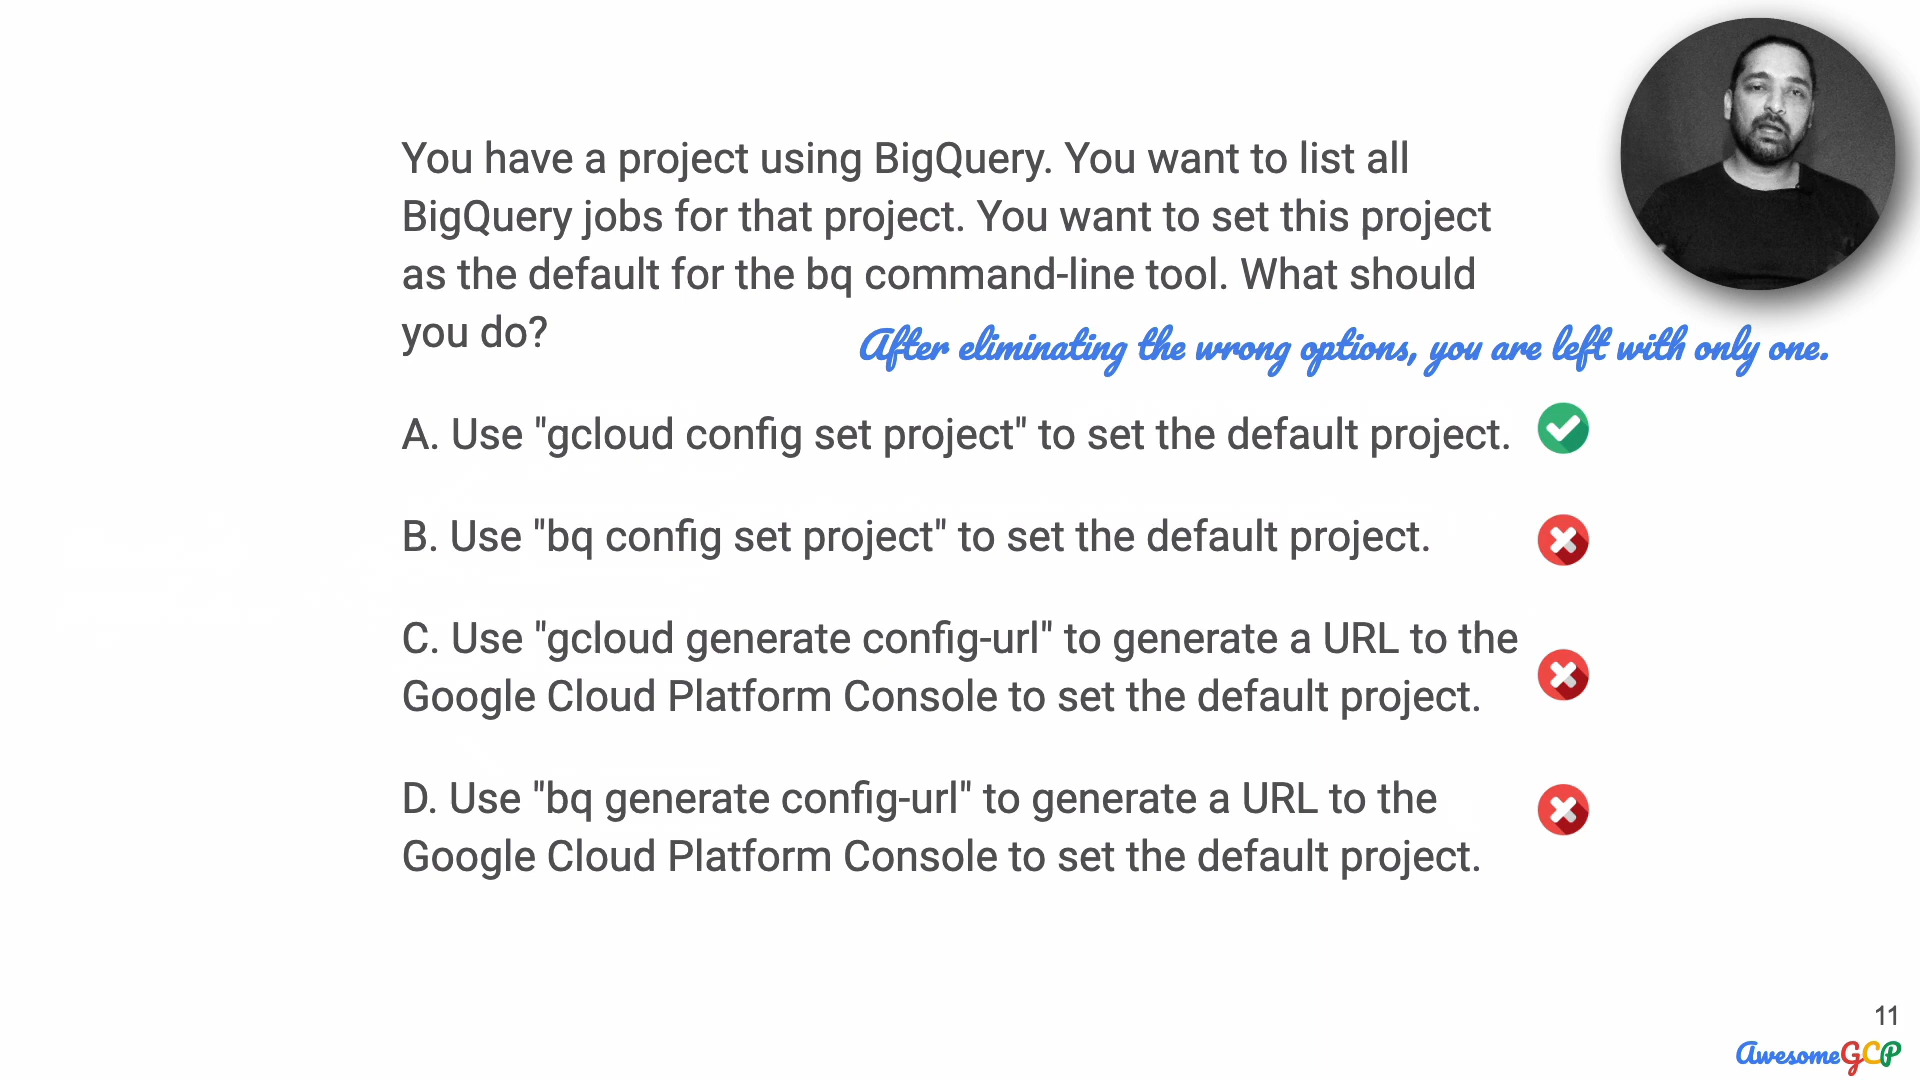 You have a project using BigQuery. You want to list all
BigQuery jobs for that project. You want to set this project
as the default for the bq command-line tool. What should
you do?
After eliminating the wrong options, you are left with only one.
A. Use "gcloud config set project" to set the default project.
B. Use "bq config set project" to set the default project.
C. Use "gcloud generate config-url" to generate a URL to the
Google Cloud Platform Console to set the default project.
D. Use "bq generate config-url" to generate a URL to the
Google Cloud Platform Console to set the default project.
11
AwesomeGCP